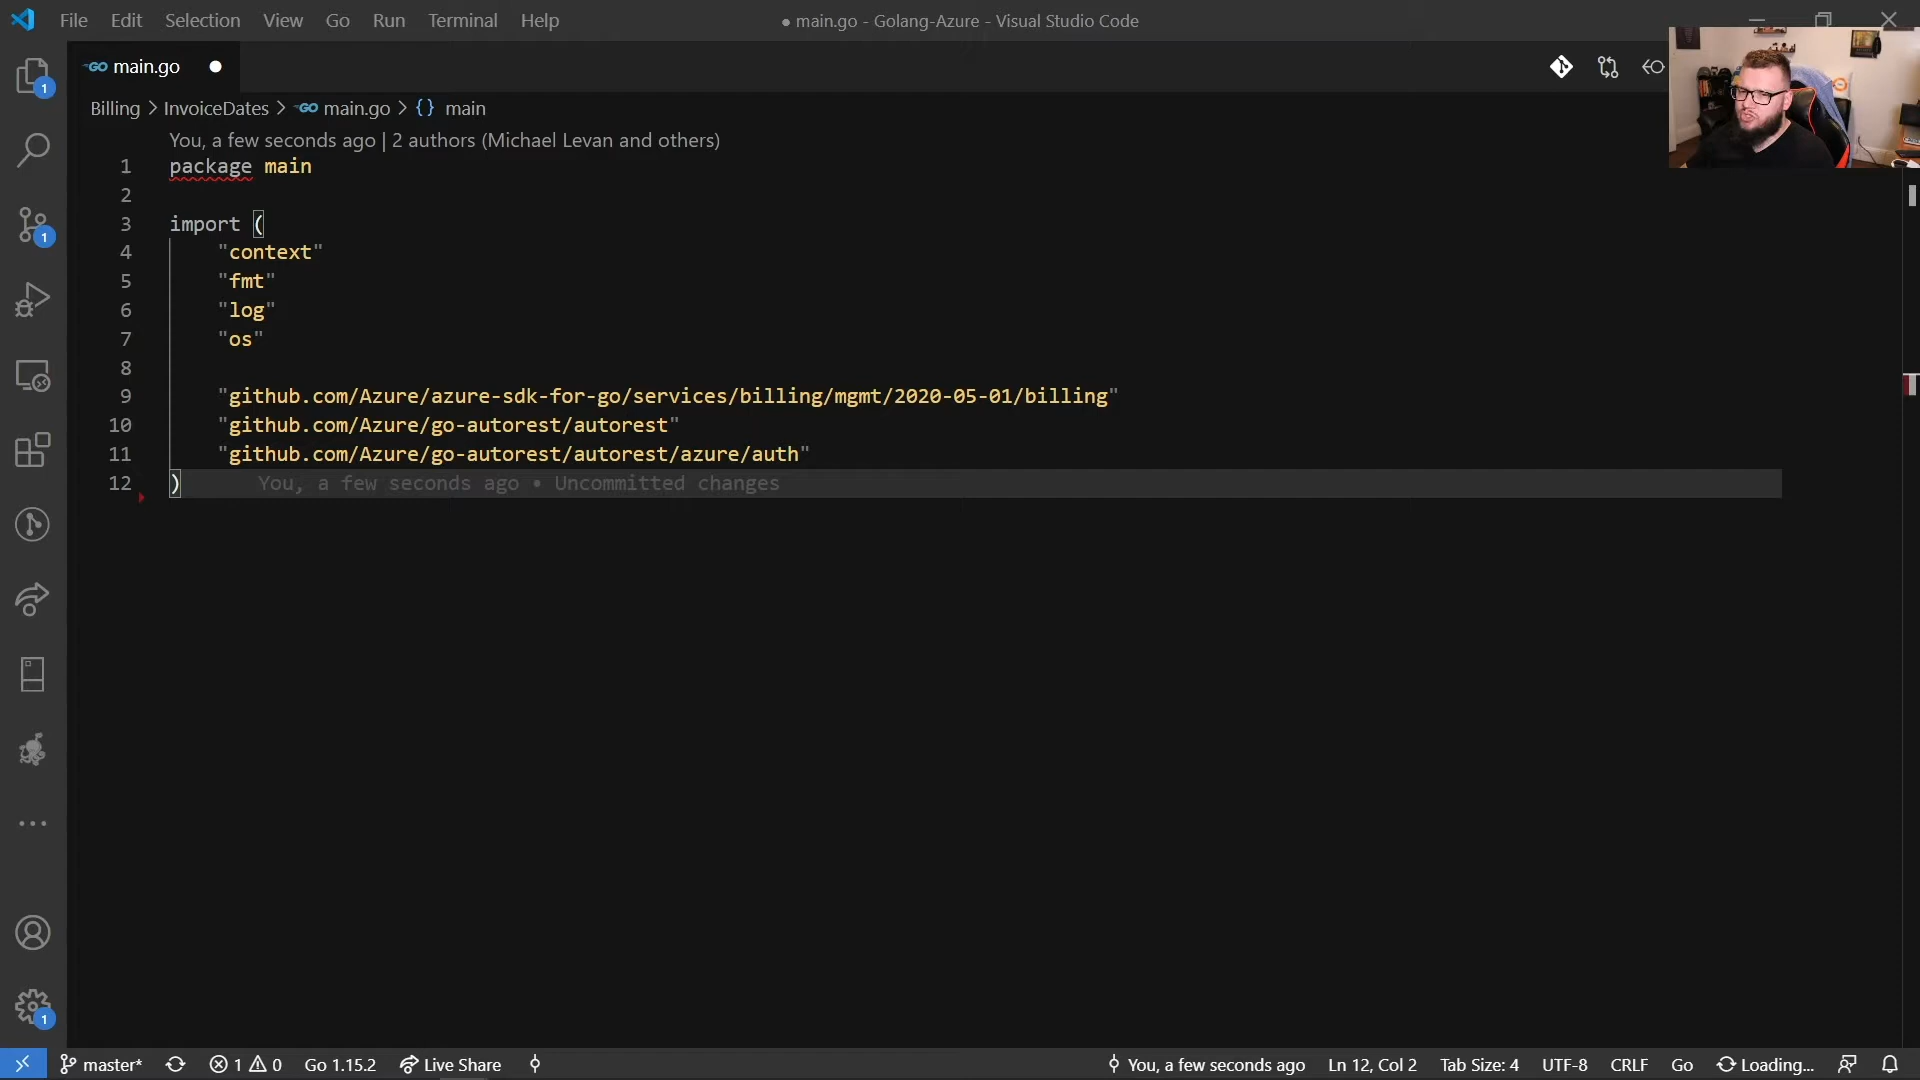 File Edit Selection View Go Run Terminal Help
● main.go - Golang-Azure - Visual Studio Code
GO main.go ●
Billing > InvoiceDates > GO main.go > {} main
You, a few seconds ago | 2 authors (Michael Levan and others)
1 package main
2
3 import (
4 "context"
5 "fmt"
6 "log"
7 "os"
8
9 "github.com/Azure/azure-sdk-for-go/services/billing/mgmt/2020-05-01/billing"
10 "github.com/Azure/go-autorest/autorest"
11 "github.com/Azure/go-autorest/autorest/azure/auth"
12 ) You, a few seconds ago • Uncommitted changes
1
1
1
master* 1 0 Go 1.15.2 Live Share You, a few seconds ago Ln 12, Col 2 Tab Size: 4 UTF-8 CRLF Go Loading...